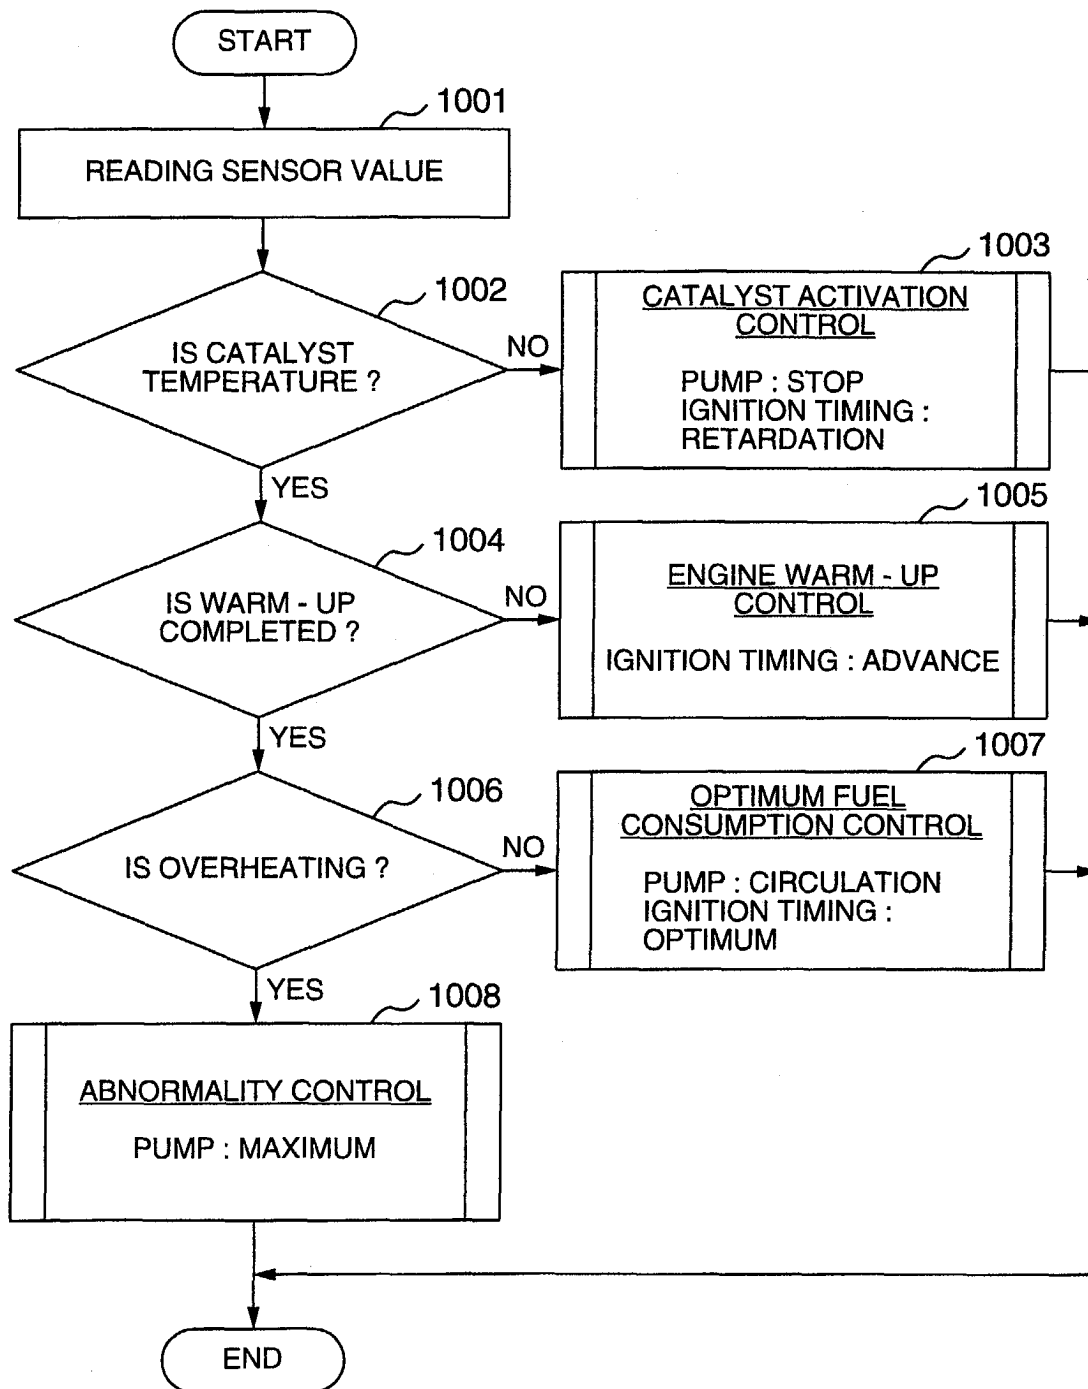 START
1001
READING SENSOR VALUE
1002
IS CATALYST
TEMPERATURE ?
NO
YES
1003
CATALYST ACTIVATION
CONTROL
PUMP : STOP
IGNITION TIMING :
RETARDATION
1004
IS WARM - UP
COMPLETED ?
NO
YES
1005
ENGINE WARM - UP
CONTROL
IGNITION TIMING : ADVANCE
1006
IS OVERHEATING ?
NO
YES
1007
OPTIMUM FUEL
CONSUMPTION CONTROL
PUMP : CIRCULATION
IGNITION TIMING :
OPTIMUM
1008
ABNORMALITY CONTROL
PUMP : MAXIMUM
END